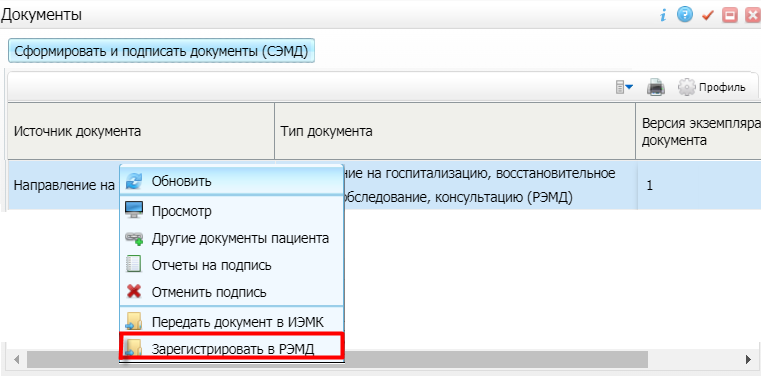 Документы
Сформировать и подписать документы (СЭМД)
Профиль
Источник документа
Тип документа
Версия экземпляра
документа
Направление на
ние на госпитализацию, восстановительное
обследование, консультацию (РЭМД)
1
Обновить
Просмотр
Другие документы пациента
Отчеты на подпись
Отменить подпись
Передать документ в ИЭМК
Зарегистрировать в РЭМД